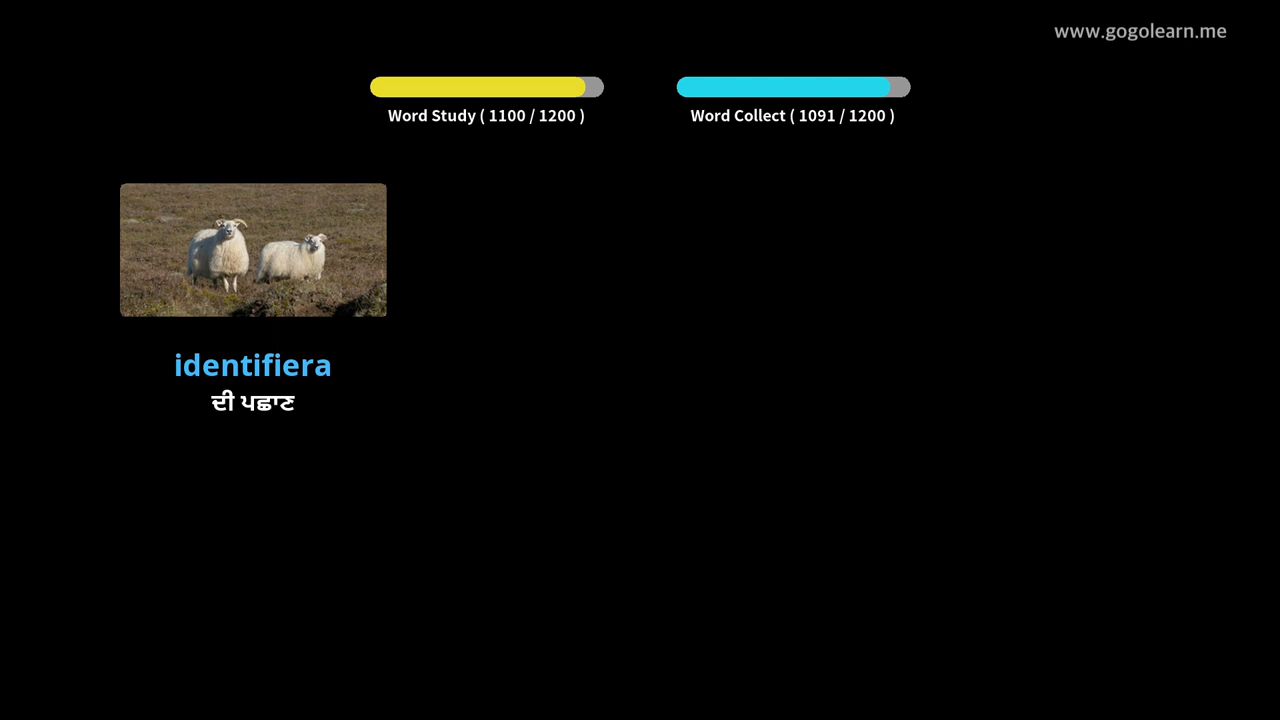 www.gogolearn.me
Word Study ( 1100 / 1200 )
Word Collect ( 1091 / 1200 )
identifiera
ਦੀ ਪਛਾਣ